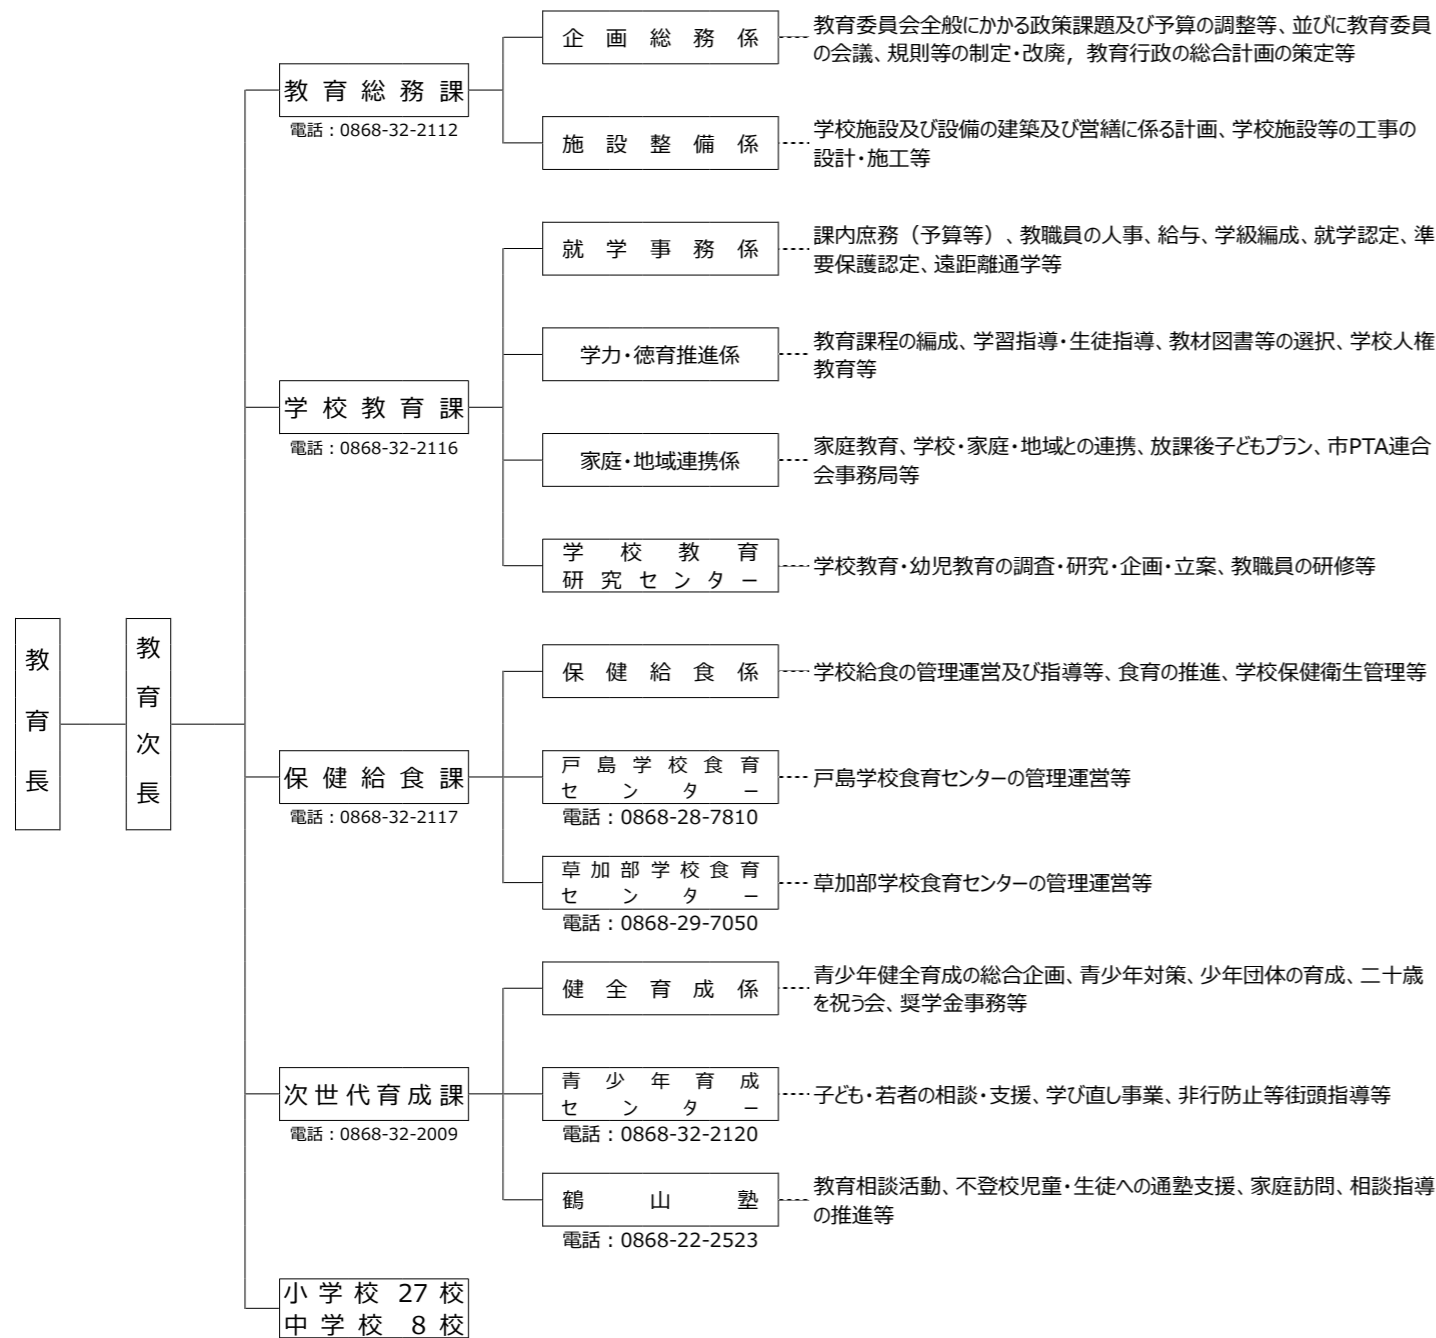 教育長
教育次長
教育総務課
電話：0868-32-2112
企画総務係
教育委員会全般にかかる政策課題及び予算の調整等、並びに教育委員
の会議、規則等の制定・改廃，教育行政の総合計画の策定等
施設整備係
学校施設及び設備の建築及び営繕に係る計画、学校施設等の工事の
設計・施工等
学校教育課
電話：0868-32-2116
就学事務係
課内庶務（予算等）、教職員の人事、給与、学級編成、就学認定、準
要保護認定、遠距離通学等
学力・徳育推進係
教育課程の編成、学習指導・生徒指導、教材図書等の選択、学校人権
教育等
家庭・地域連携係
家庭教育、学校・家庭・地域との連携、放課後子どもプラン、市PTA連合
会事務局等
学校教育
研究センター
学校教育・幼児教育の調査・研究・企画・立案、教職員の研修等
保健給食課
電話：0868-32-2117
保健給食係
学校給食の管理運営及び指導等、食育の推進、学校保健衛生管理等
戸島学校食育
センター
電話：0868-28-7810
戸島学校食育センターの管理運営等
草加部学校食育
センター
電話：0868-29-7050
草加部学校食育センターの管理運営等
次世代育成課
電話：0868-32-2009
健全育成係
青少年健全育成の総合企画、青少年対策、少年団体の育成、二十歳
を祝う会、奨学金事務等
青少年育成
センター
電話：0868-32-2120
子ども・若者の相談・支援、学び直し事業、非行防止等街頭指導等
鶴山塾
電話：0868-22-2523
教育相談活動、不登校児童・生徒への通塾支援、家庭訪問、相談指導
の推進等
小学校 27校
中学校 8校